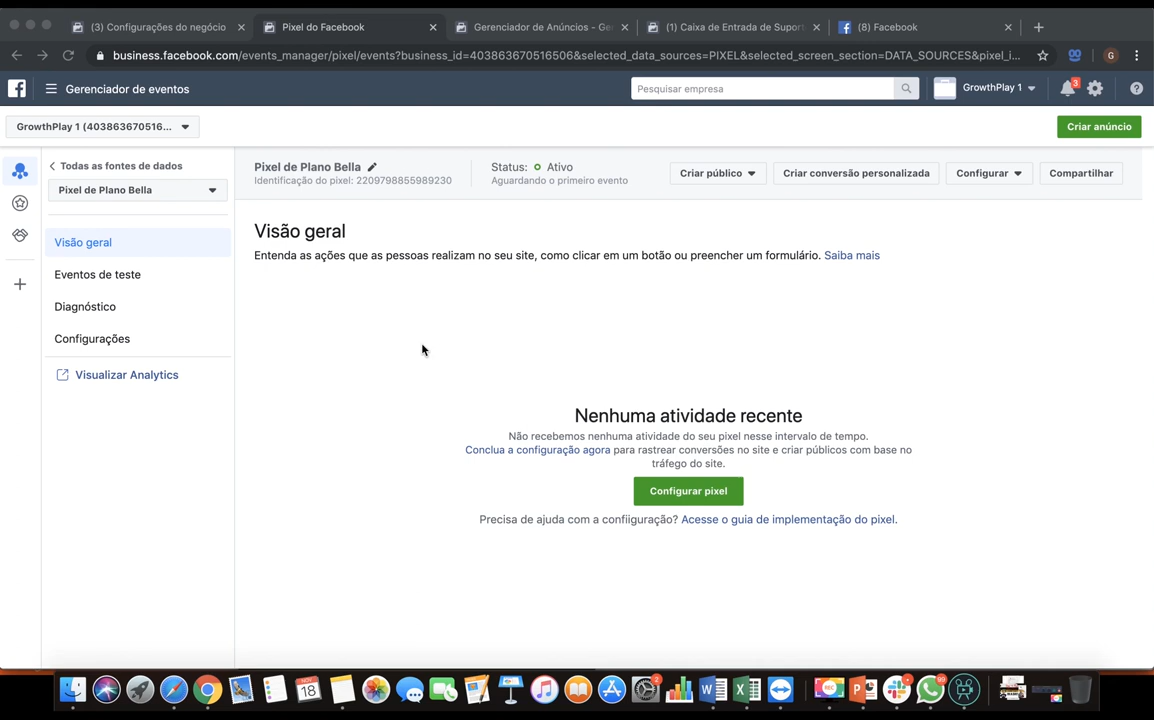 (3) Configurações do negócio
Pixel do Facebook
Gerenciador de Anúncios - Ge
(1) Caixa de Entrada de Supor
(8) Facebook
business.facebook.com/events_manager/pixel/events?business_id=403863670516506&selected_data_sources=PIXEL&selected_screen_section=DATA_SOURCES&pixel_i...
G
Gerenciador de eventos
Pesquisar empresa
GrowthPlay 1
3
GrowthPlay 1 (403863670516...
Criar anúncio
Todas as fontes de dados
Pixel de Plano Bella
Pixel de Plano Bella
Identificação do pixel: 2209798855989230
Status: Ativo
Aguardando o primeiro evento
Criar público
Criar conversão personalizada
Configurar
Compartilhar
Visão geral
Eventos de teste
Diagnóstico
Configurações
Visualizar Analytics
Visão geral
Entenda as ações que as pessoas realizam no seu site, como clicar em um botão ou preencher um formulário. Saiba mais
Nenhuma atividade recente
Não recebemos nenhuma atividade do seu pixel nesse intervalo de tempo.
Conclua a configuração agora para rastrear conversões no site e criar públicos com base no
tráfego do site.
Configurar pixel
Precisa de ajuda com a confiiguração? Acesse o guia de implementação do pixel.
NOV
18
2
REC
99